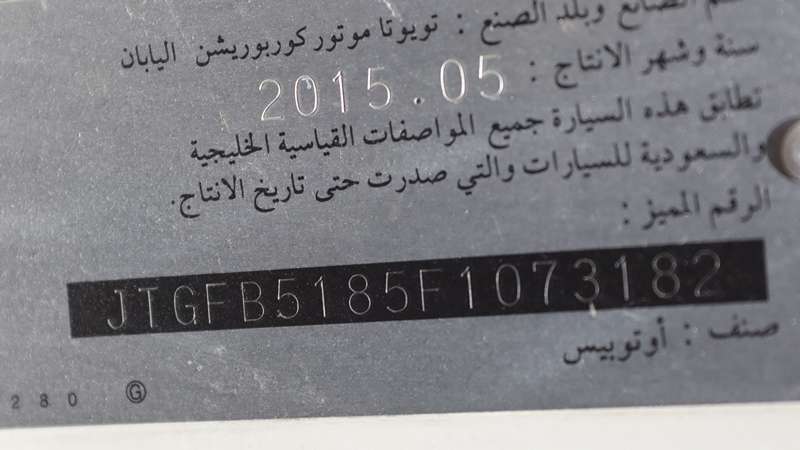 الصانع وبلد الصنع : تويوتا موتور كوربوريشن اليابان
سنة وشهر الانتاج : 2015.05
تطابق هذه السيارة جميع المواصفات القياسية الخليجية
والسعودية للسيارات والتي صدرت حتى تاريخ الانتاج.
الرقم المميز :
JTGFB5185F1073182
صنف : أوتوبيس
280 G